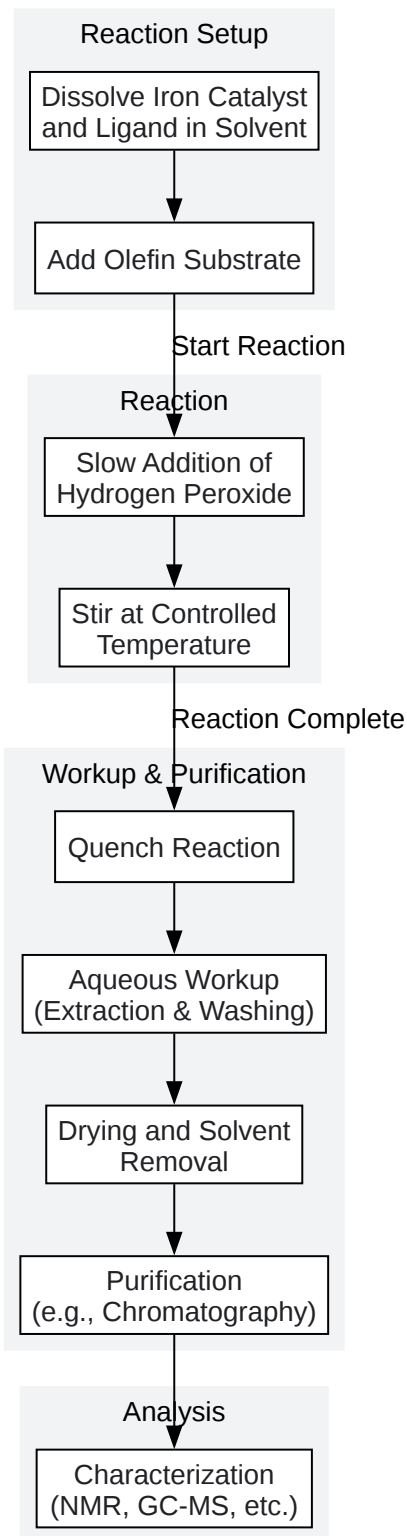 Reaction Setup
Dissolve Iron Catalyst
and Ligand in Solvent
Add Olefin Substrate
Start Reaction
Reaction
Slow Addition of
Hydrogen Peroxide
Stir at Controlled
Temperature
Reaction Complete
Workup & Purification
Quench Reaction
Aqueous Workup
(Extraction & Washing)
Drying and Solvent
Removal
Purification
(e.g., Chromatography)
Analysis
Characterization
(NMR, GC-MS, etc.)